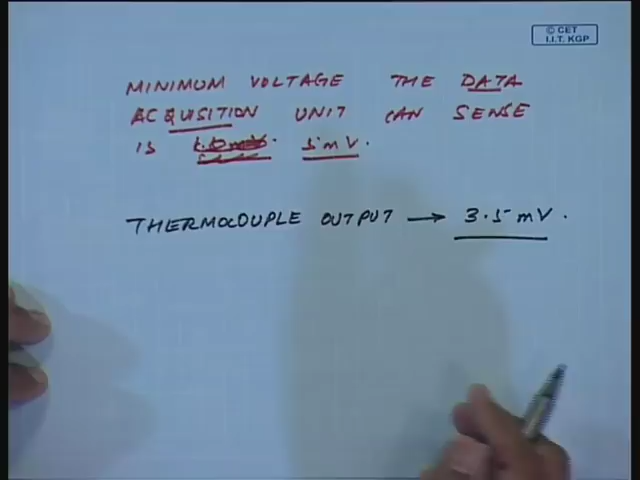 © CET
I.I.T. KGP
MINIMUM VOLTAGE THE DATA
ACQUISITION UNIT CAN SENSE
IS 5 mV.
THERMOCOUPLE OUTPUT → 3.5 mV.